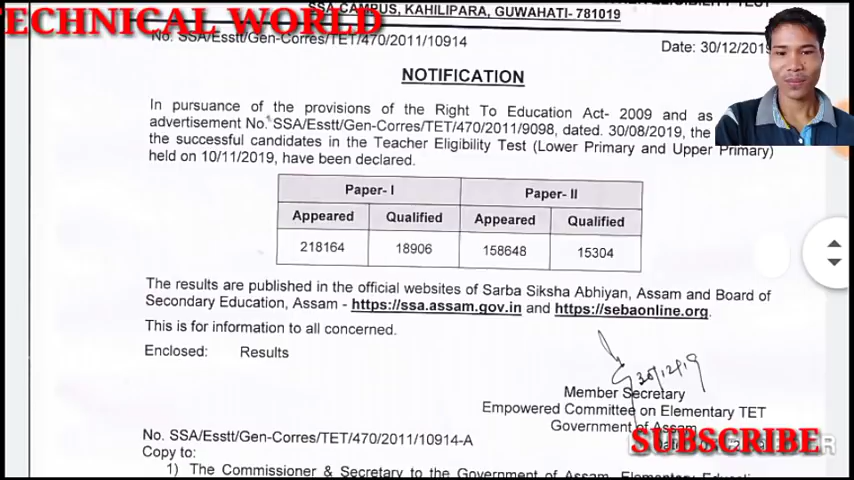 TECHNICAL WORLD
SSA CAMPUS, KAHILIPARA, GUWAHATI- 781019
No. SSA/Esstt/Gen-Corres/TET/470/2011/10914
Date: 30/12/2019
NOTIFICATION
In pursuance of the provisions of the Right To Education Act- 2009 and as
advertisement No. SSA/Esstt/Gen-Corres/TET/470/2011/9098, dated. 30/08/2019, the
the successful candidates in the Teacher Eligibility Test (Lower Primary and Upper Primary)
held on 10/11/2019, have been declared.
Paper- I Paper- II
Appeared Qualified Appeared Qualified
218164 18906 158648 15304
The results are published in the official websites of Sarba Siksha Abhiyan, Assam and Board of
Secondary Education, Assam - https://ssa.assam.gov.in and https://sebaonline.org.
This is for information to all concerned.
Enclosed: Results
30/12/19
Member Secretary
Empowered Committee on Elementary TET
Government of Assam
SUBSCRIBE
No. SSA/Esstt/Gen-Corres/TET/470/2011/10914-A
Copy to:
1) The Commissioner & Secretary to the Government of Assam, Elementary Education